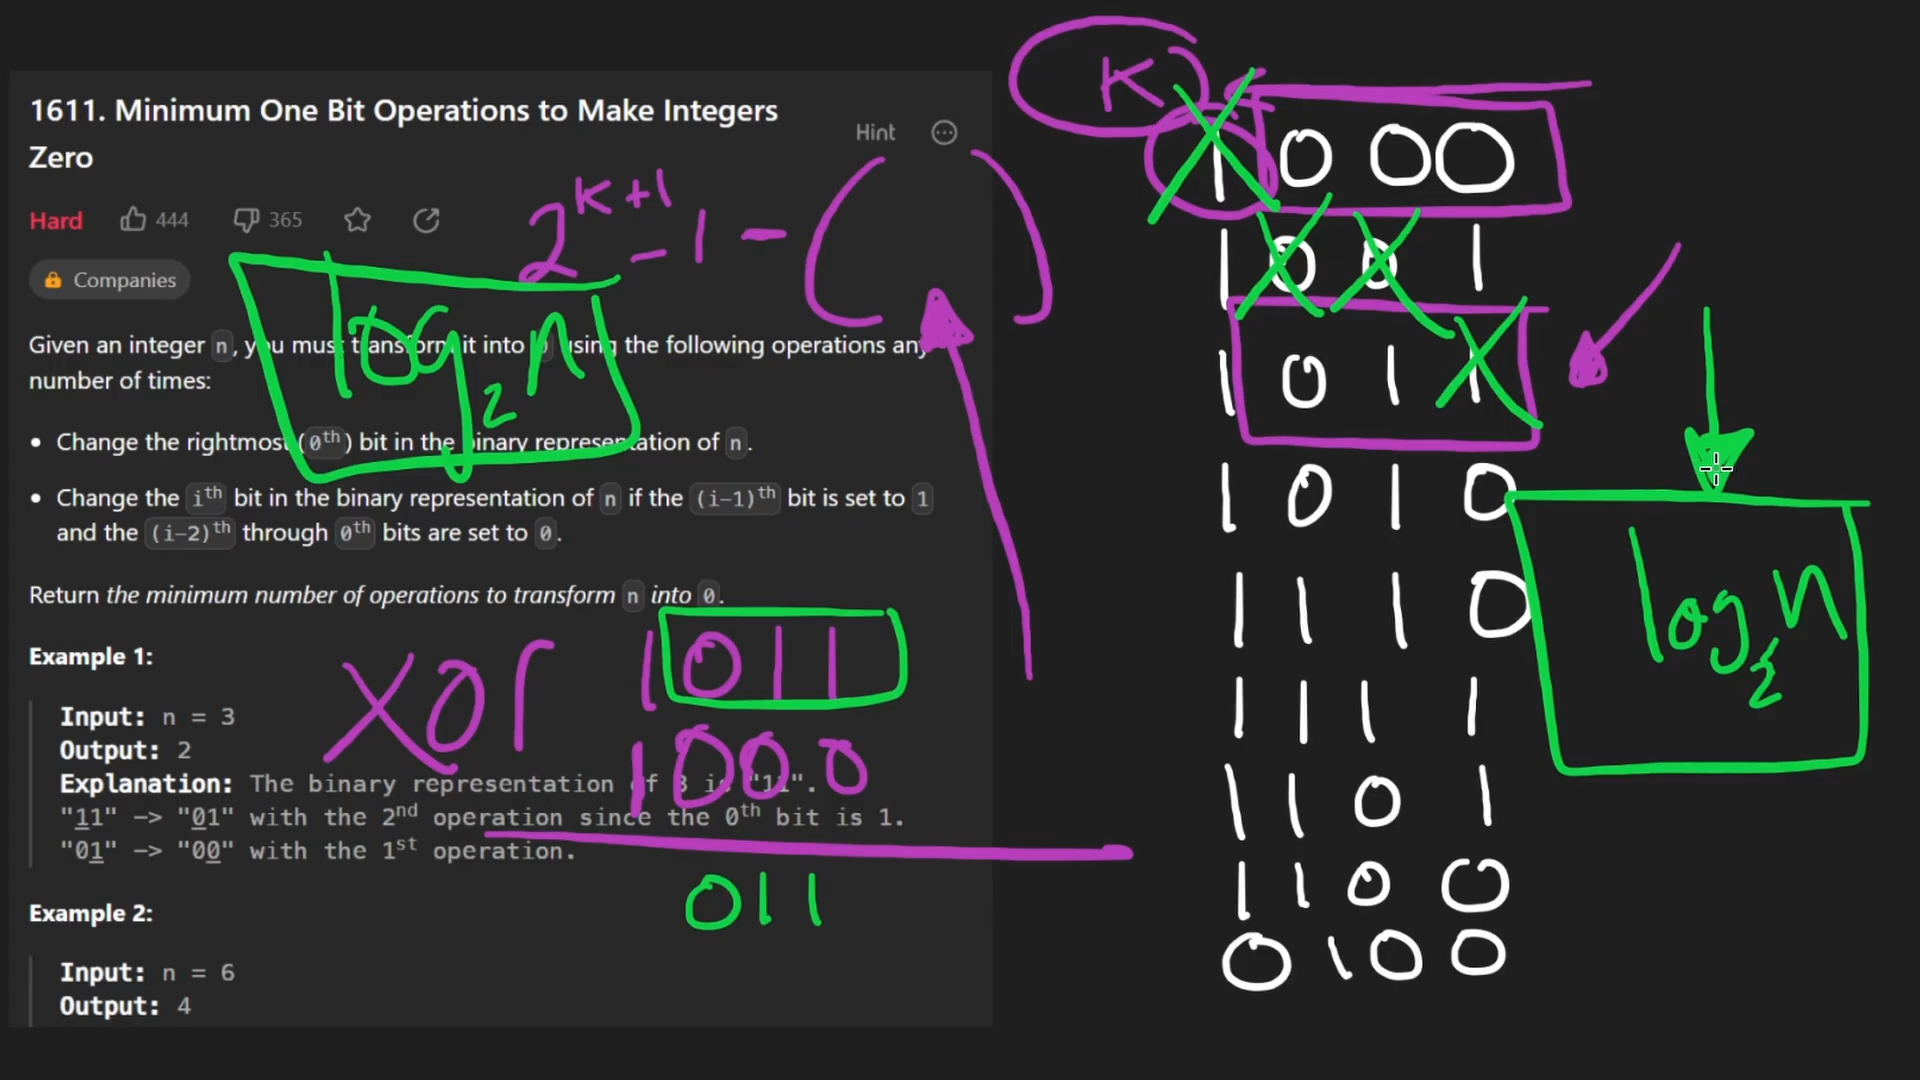 1611. Minimum One Bit Operations to Make Integers
Zero
Hint
Hard 444 365
Companies
Given an integer n, you must transform it into 0 using the following operations any
number of times:
• Change the rightmost (0th) bit in the binary representation of n.
• Change the ith bit in the binary representation of n if the (i-1)th bit is set to 1
and the (i-2)th through 0th bits are set to 0.
Return the minimum number of operations to transform n into 0.
Example 1:
Input: n = 3
Output: 2
Explanation: The binary representation of 3 is "11".
"11" -> "01" with the 2nd operation since the 0th bit is 1.
"01" -> "00" with the 1st operation.
Example 2:
Input: n = 6
Output: 4
2^K+1 - 1 - ( )
log2n
xor
1011
1000
011
K
1000
1001
1011
1010
1110
1111
1101
1100
0100
log2n